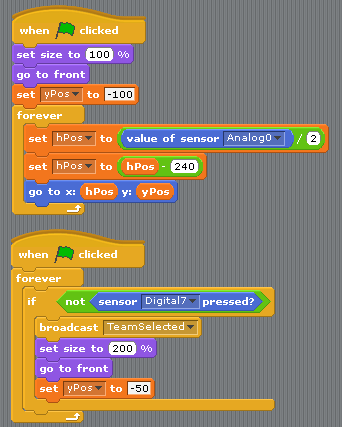 when clicked
set size to 100 %
go to front
set yPos to -100
forever
set hPos to value of sensor Analog0 / 2
set hPos to hPos - 240
go to x: hPos y: yPos
when clicked
forever
if not sensor Digital7 pressed?
broadcast TeamSelected
set size to 200 %
go to front
set yPos to -50